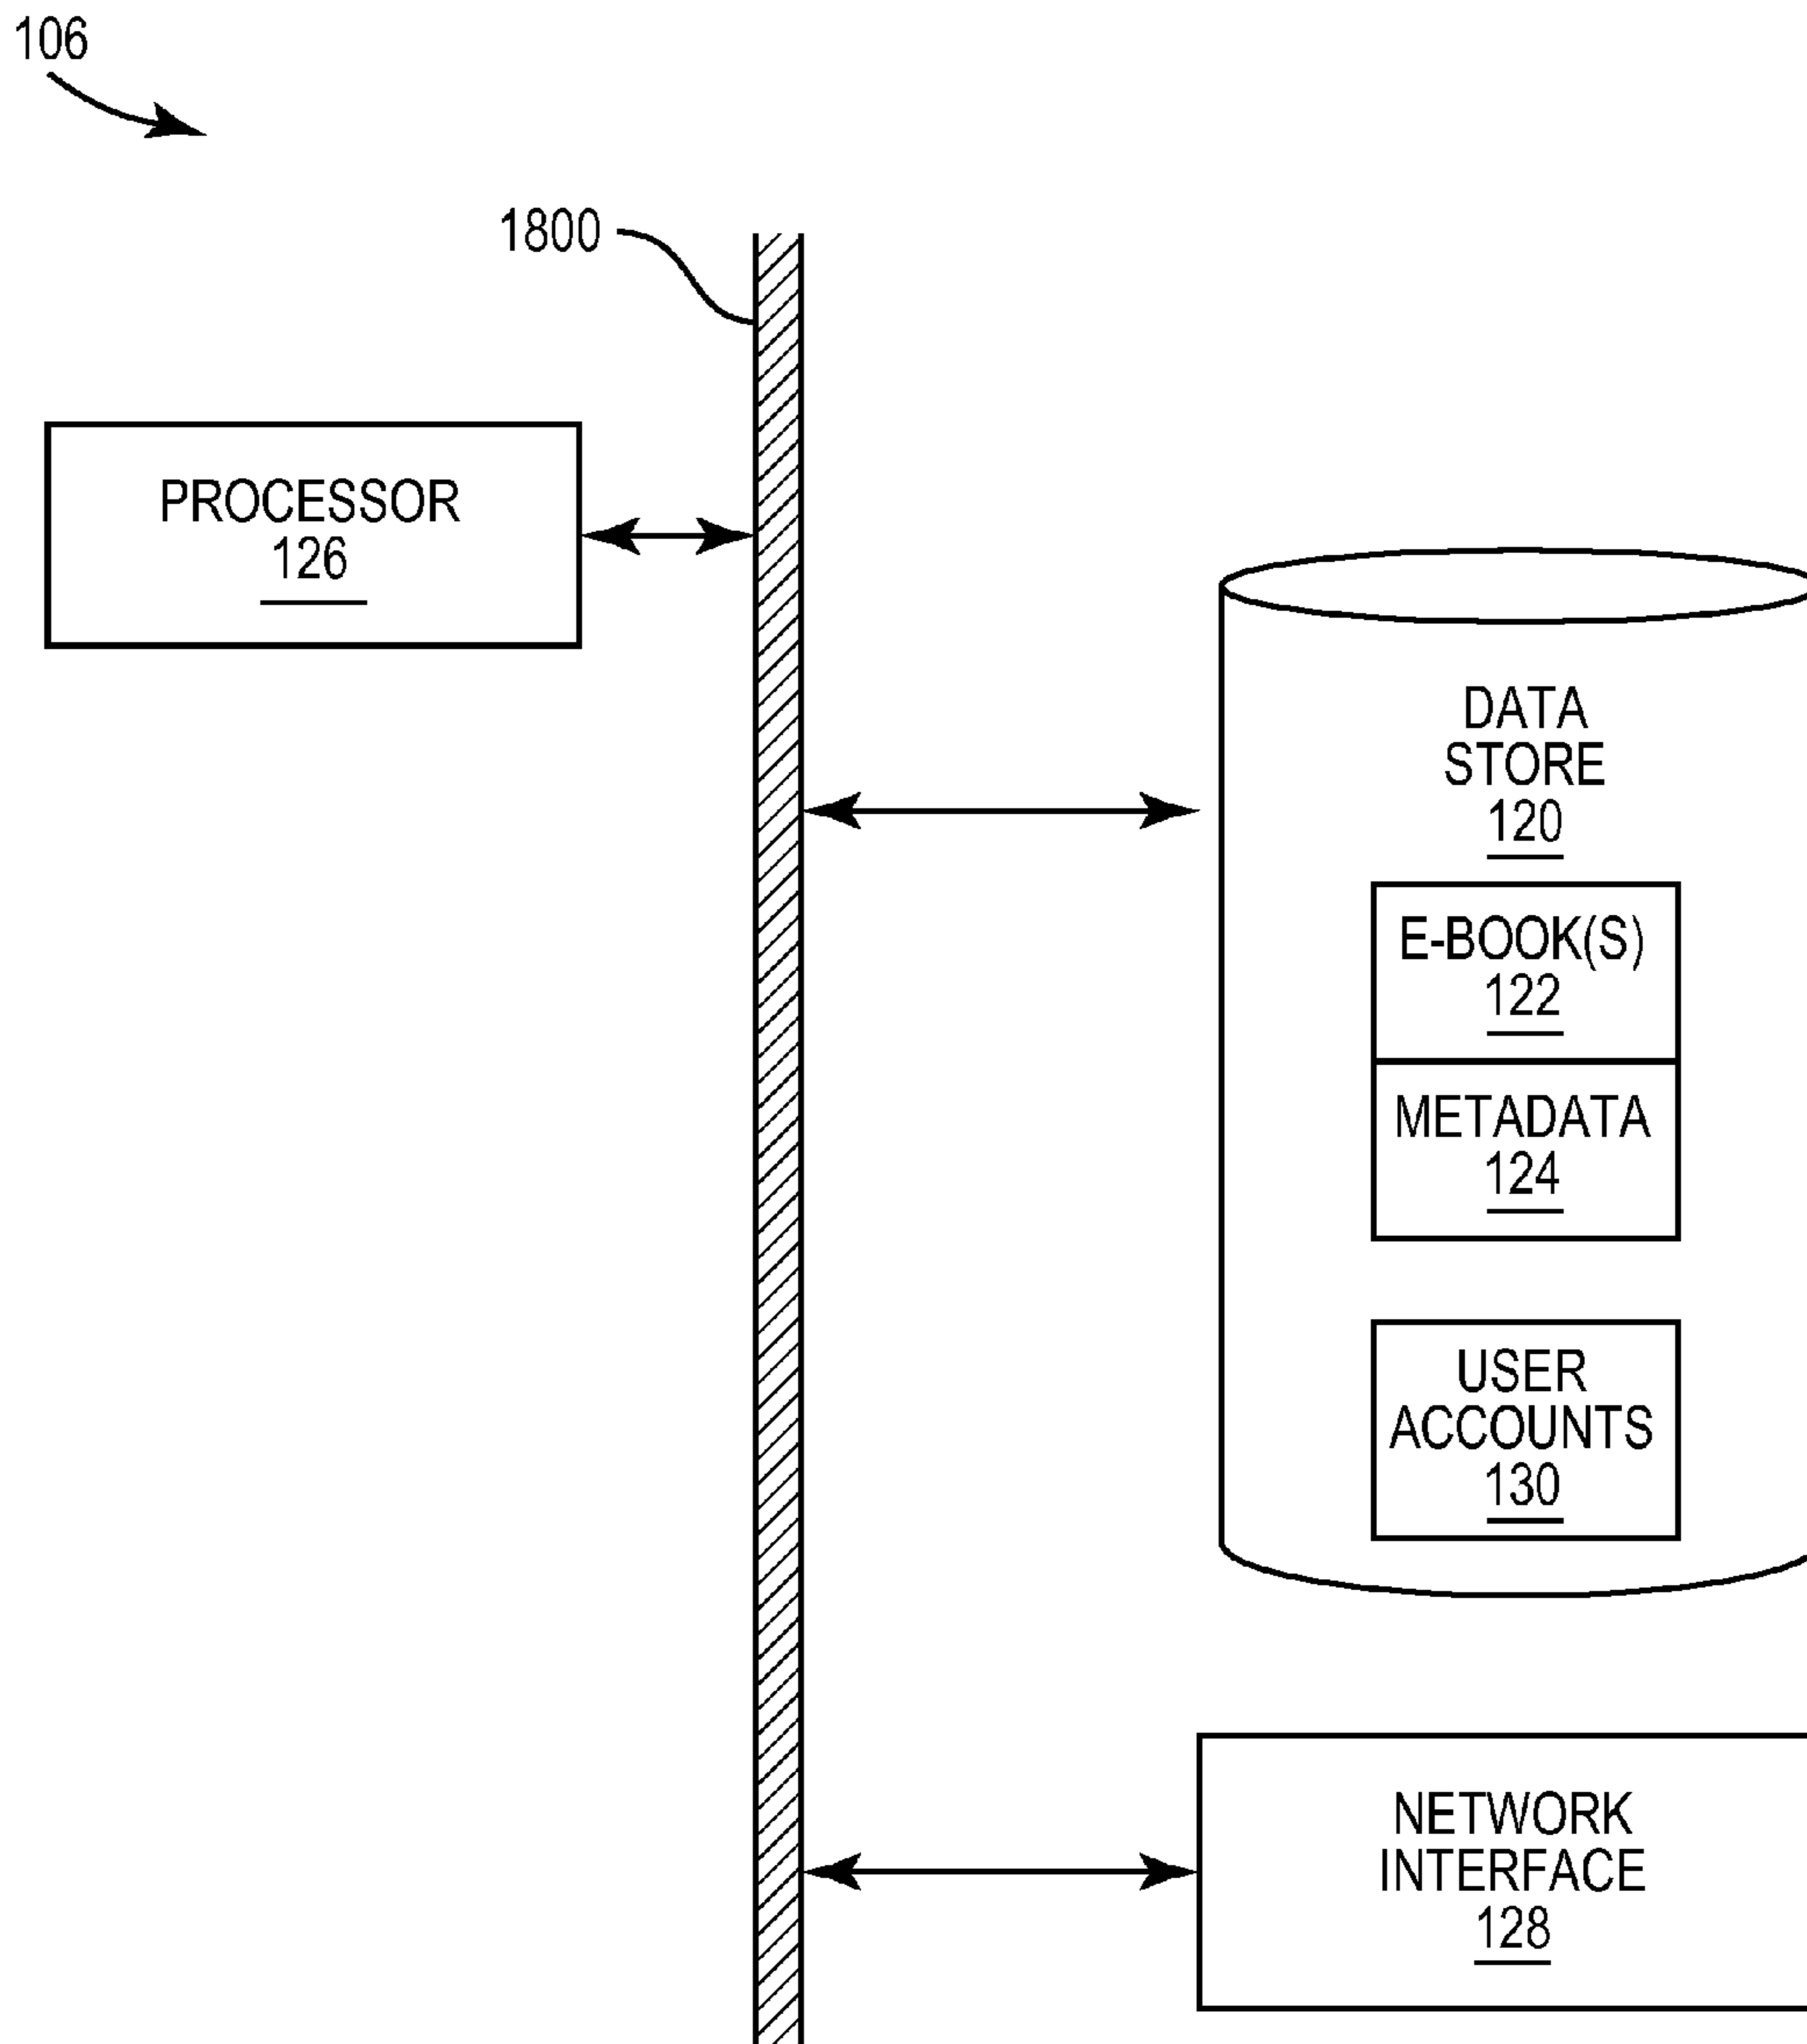 106
1800
PROCESSOR
126
DATA
STORE
120
E-BOOK(S)
122
METADATA
124
USER
ACCOUNTS
130
NETWORK
INTERFACE
128